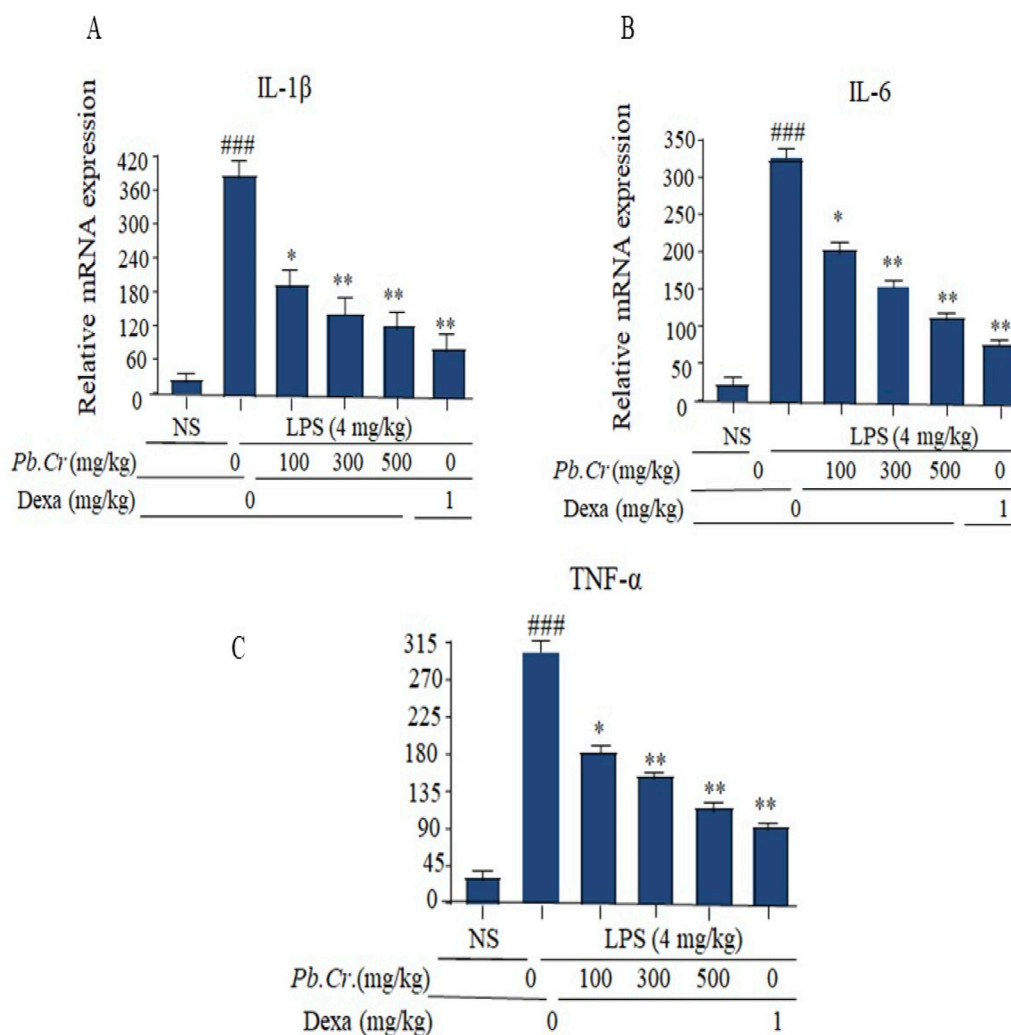 A
IL-1β
Relative mRNA expression
420
360
300
240
180
120
60
0
###
*
**
**
**
NS
LPS (4 mg/kg)
Pb.Cr (mg/kg) 0 100 300 500 0
Dexa (mg/kg) 0 1
B
IL-6
Relative mRNA expression
350
300
250
200
150
100
50
0
###
*
**
**
**
NS
LPS (4 mg/kg)
Pb.Cr (mg/kg) 0 100 300 500 0
Dexa (mg/kg) 0 1
C
TNF-α
315
270
225
180
135
90
45
0
###
*
**
**
**
NS
LPS (4 mg/kg)
Pb.Cr.(mg/kg) 0 100 300 500 0
Dexa (mg/kg) 0 1